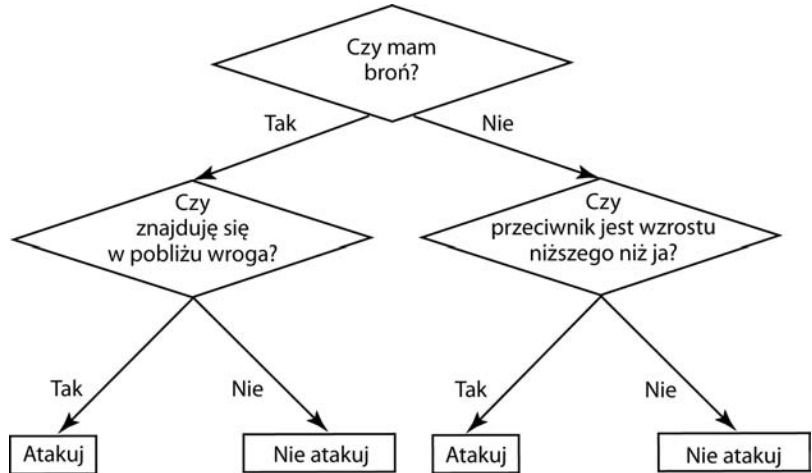 Czy mam
broń?
Tak
Nie
Czy
znajduję się
w pobliżu wroga?
Czy
przeciwnik jest wzrostu
niższego niż ja?
Tak
Nie
Tak
Nie
Atakuj
Nie atakuj
Atakuj
Nie atakuj